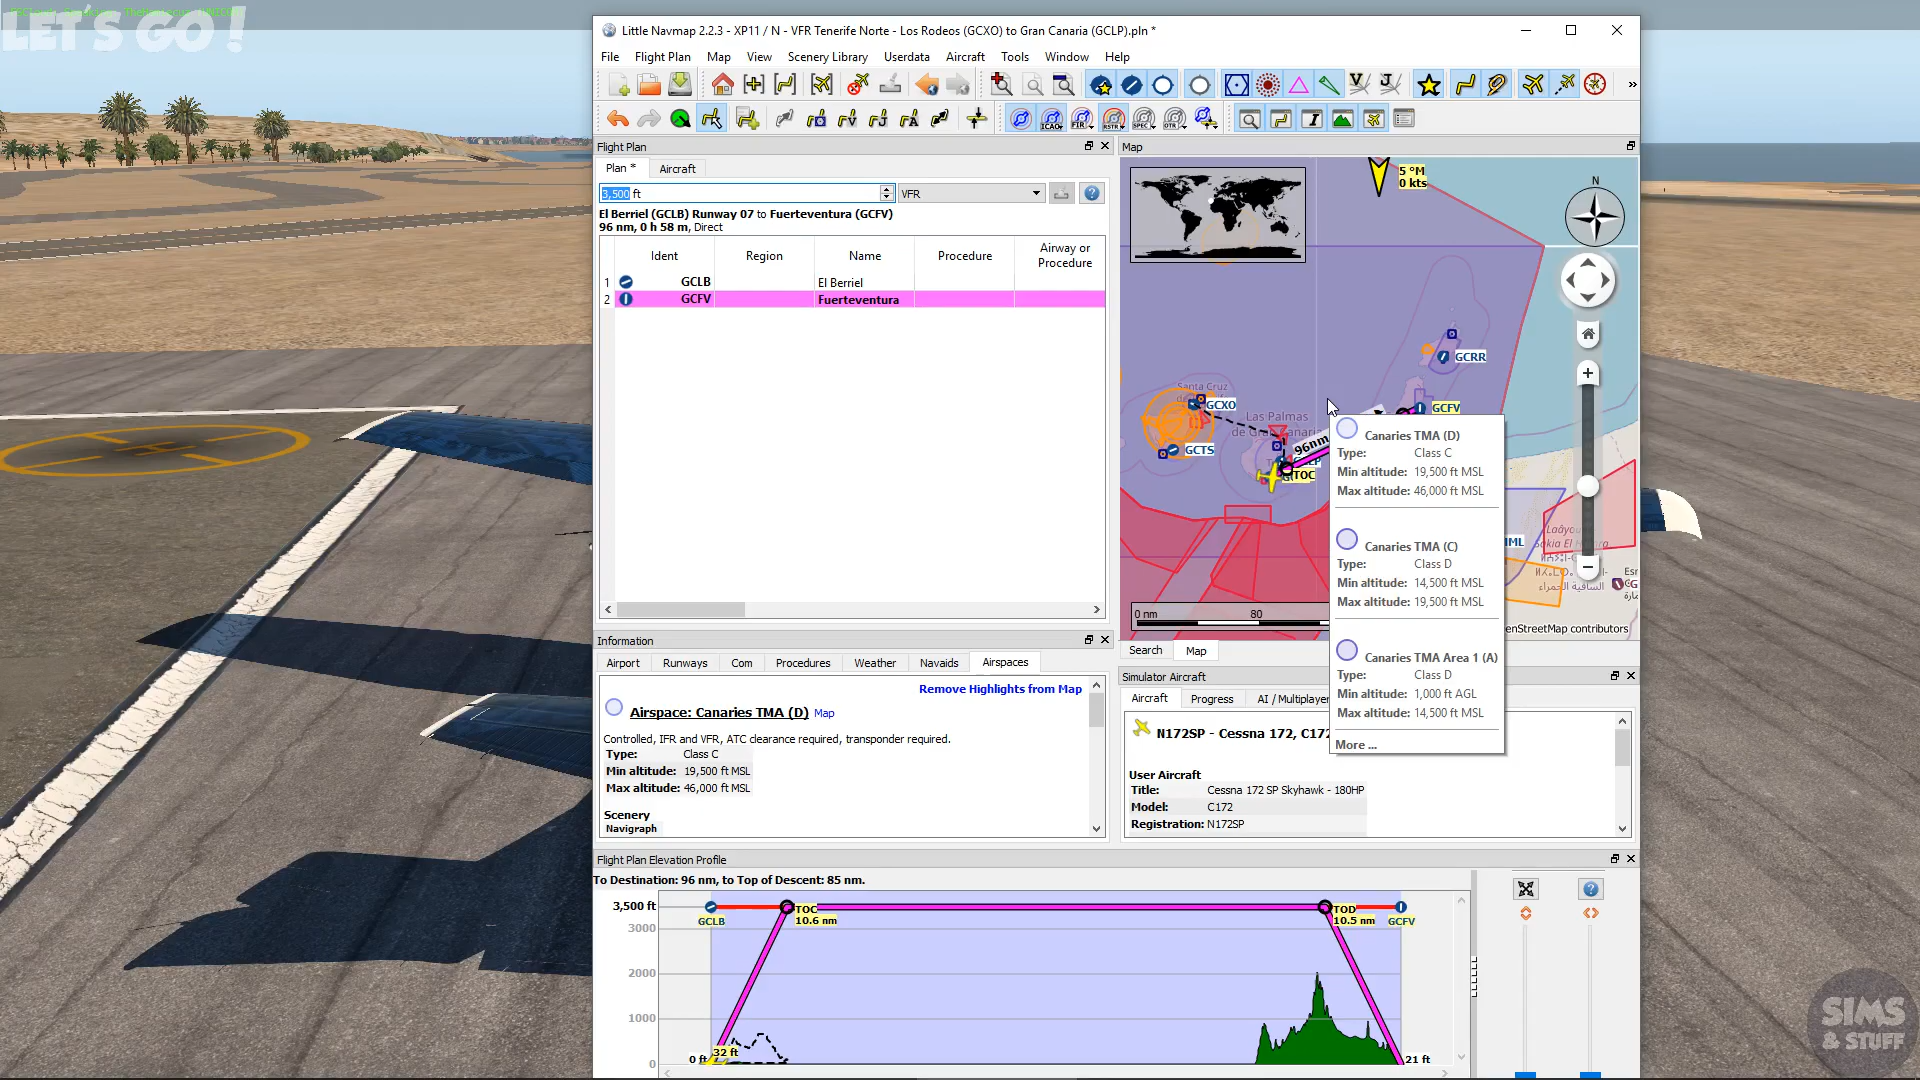 LET'S GO!
Little Navmap 2.2.3 - XP11 / N - VFR Tenerife Norte - Los Rodeos (GCXO) to Gran Canaria (GCLP).pln *
File Flight Plan Map View Scenery Library Userdata Aircraft Tools Window Help
Flight Plan
Plan * Aircraft
3,500 ft VFR
El Berriel (GCLB) Runway 07 to Fuerteventura (GCFV)
96 nm, 0 h 58 m, Direct
Ident Region Name Procedure Airway or Procedure
1 GCLB El Berriel
2 GCFV Fuerteventura
Information
Airport Runways Com Procedures Weather Navaids Airspaces
Remove Highlights from Map
Airspace: Canaries TMA (D) Map
Controlled, IFR and VFR, ATC clearance required, transponder required.
Type: Class C
Min altitude: 19,500 ft MSL
Max altitude: 46,000 ft MSL
Scenery
Navigraph
Map
5 °M
0 kts
N
GCRR
Santa Cruz
GCXO
GCFV
Las Palmas
GCTS
96nm
TOC
0 nm 80
enStreetMap contributors
Canaries TMA (D)
Type: Class C
Min altitude: 19,500 ft MSL
Max altitude: 46,000 ft MSL
Canaries TMA (C)
Type: Class D
Min altitude: 14,500 ft MSL
Max altitude: 19,500 ft MSL
Canaries TMA Area 1 (A)
Type: Class D
Min altitude: 1,000 ft AGL
Max altitude: 14,500 ft MSL
More ...
Search Map
Simulator Aircraft
Aircraft Progress AI / Multiplayer
N172SP - Cessna 172, C172
User Aircraft
Title: Cessna 172 SP Skyhawk - 180HP
Model: C172
Registration: N172SP
Flight Plan Elevation Profile
To Destination: 96 nm, to Top of Descent: 85 nm.
3,500 ft
3000
2000
1000
0 ft
0
GCLB
TOC
10.6 nm
TOD
10.5 nm
GCFV
32 ft
21 ft
SIMS
& STUFF